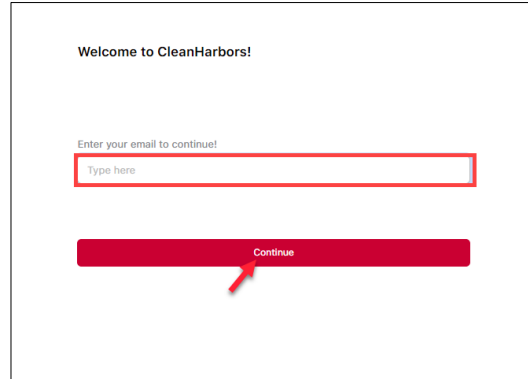 Welcome to CleanHarbors!
Enter your email to continue!
Type here
Continue